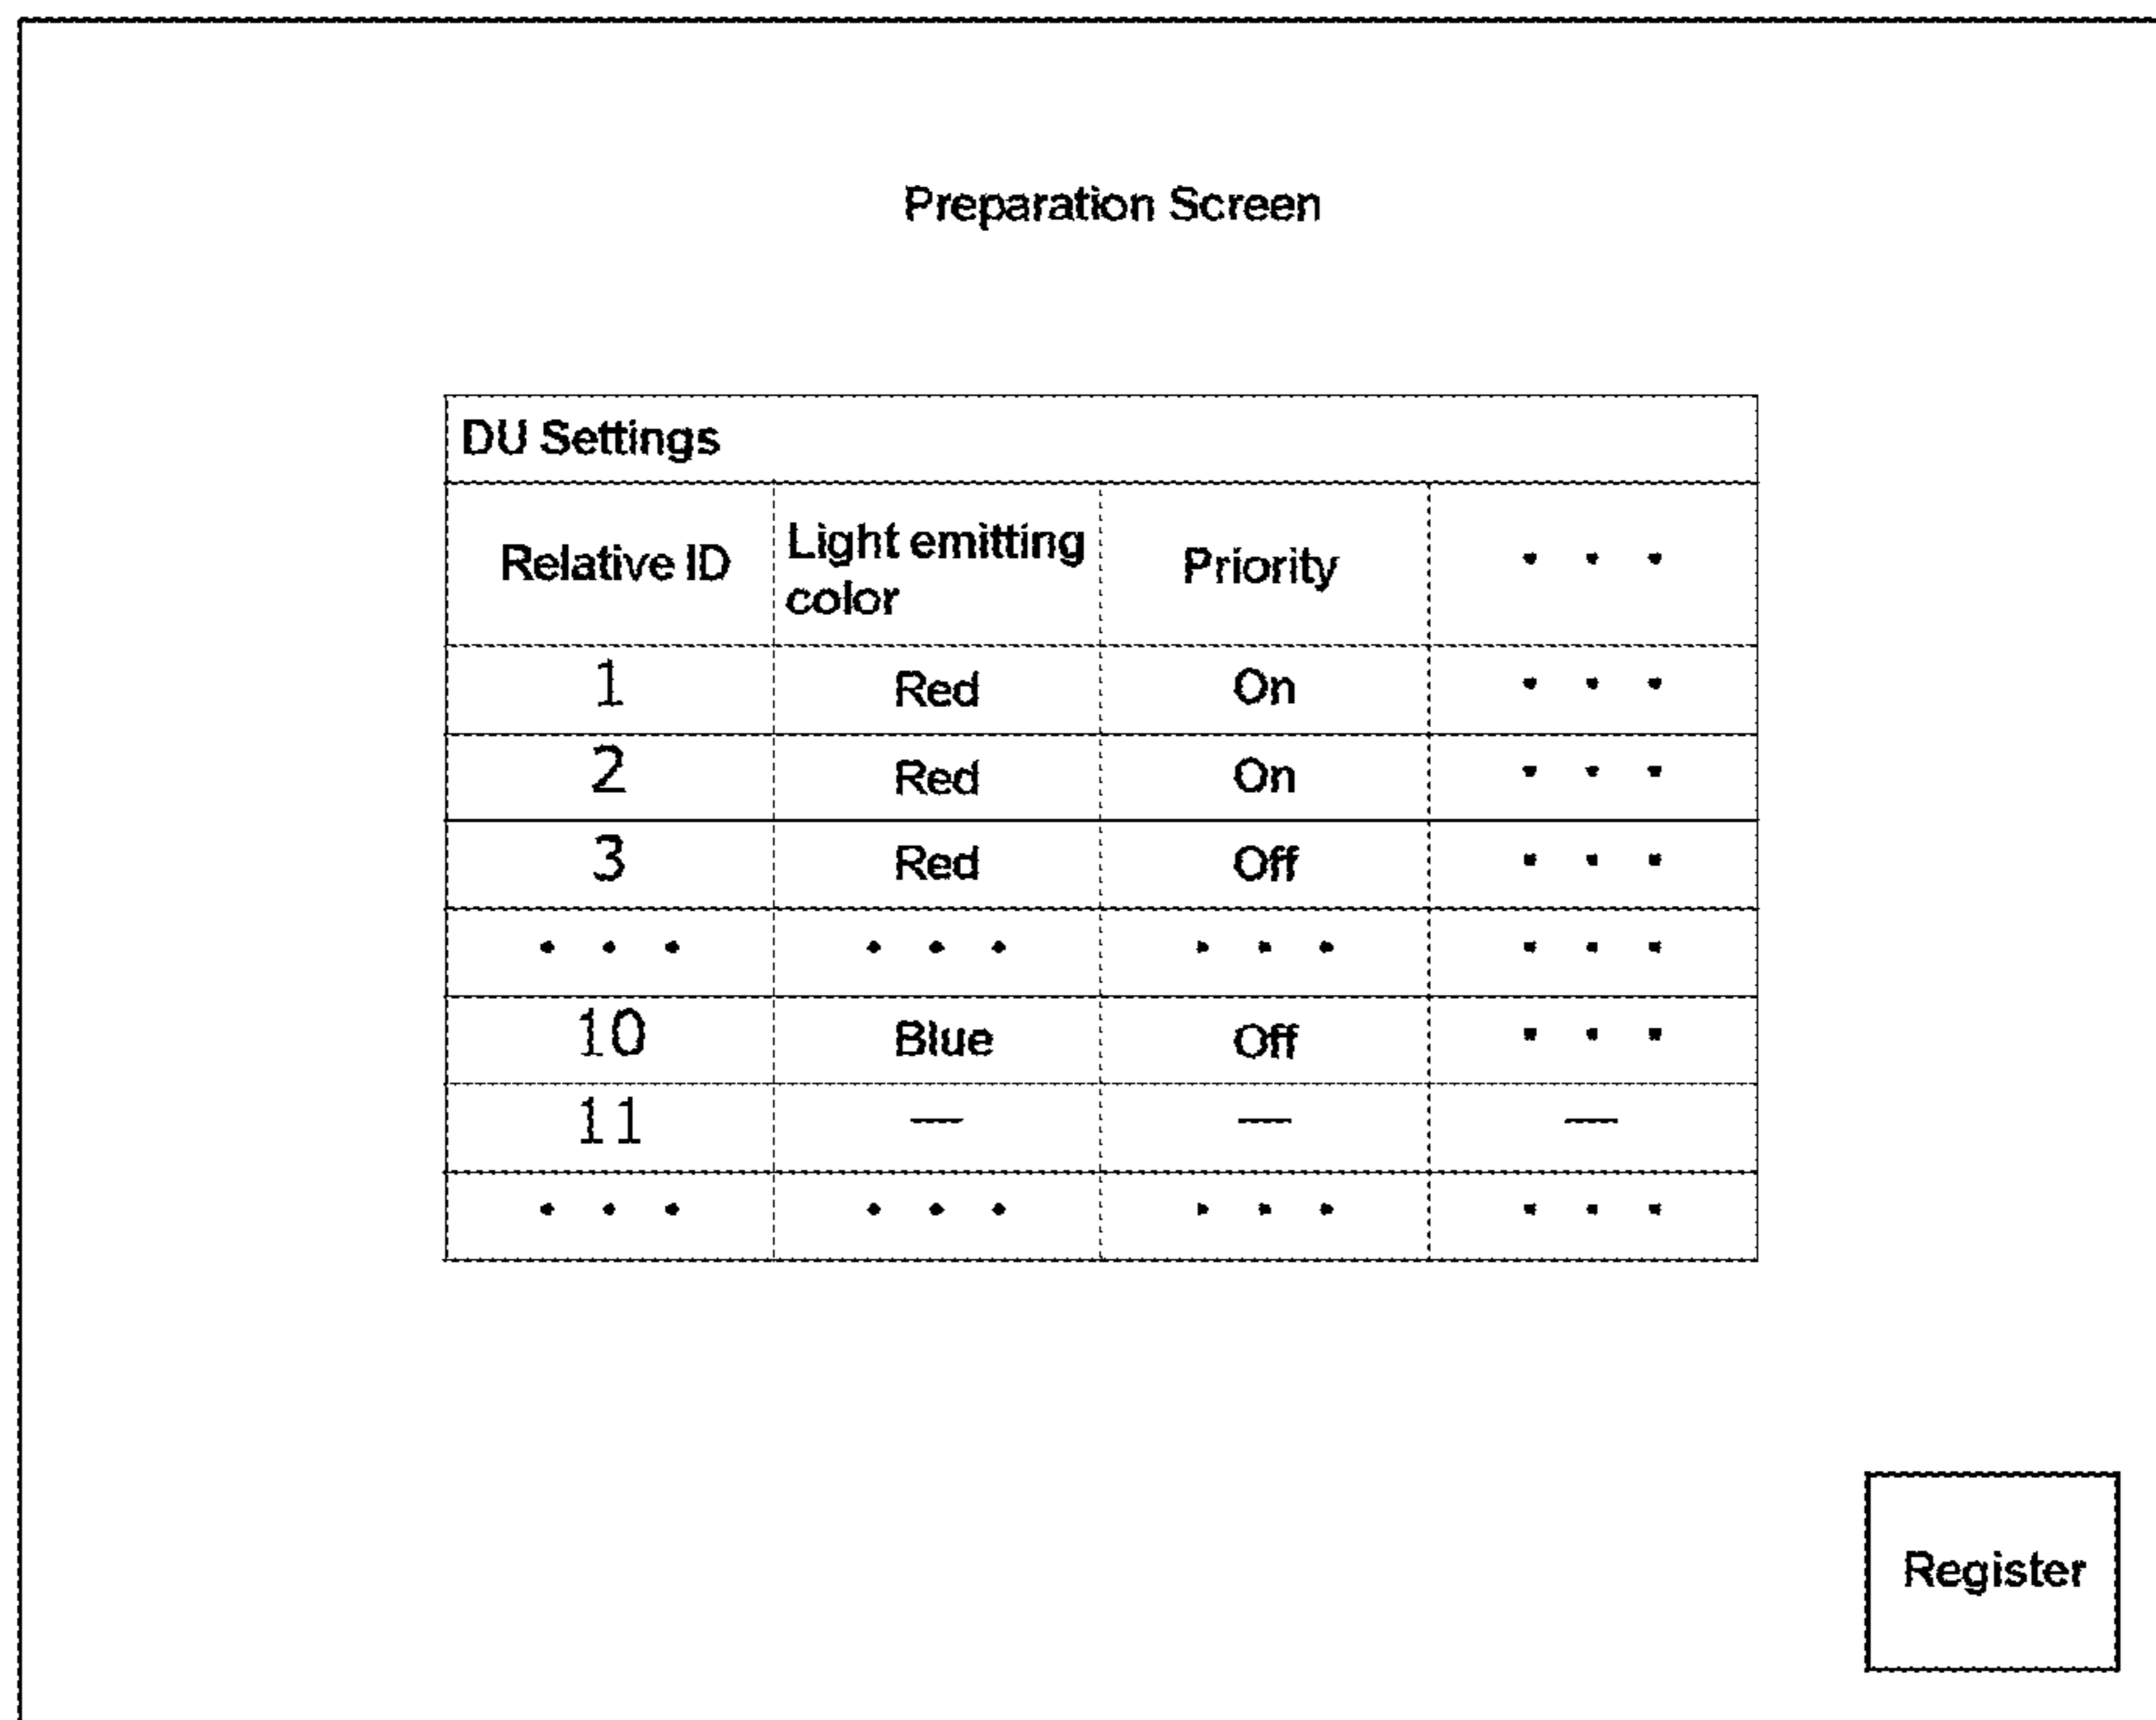 Preparation Screen
DU Settings
Relative ID Light emitting color Priority • • •
1 Red On • • •
2 Red On • • •
3 Red Off • • •
• • • • • • • • • • • •
10 Blue Off • • •
11 — — —
• • • • • • • • • • • •
Register